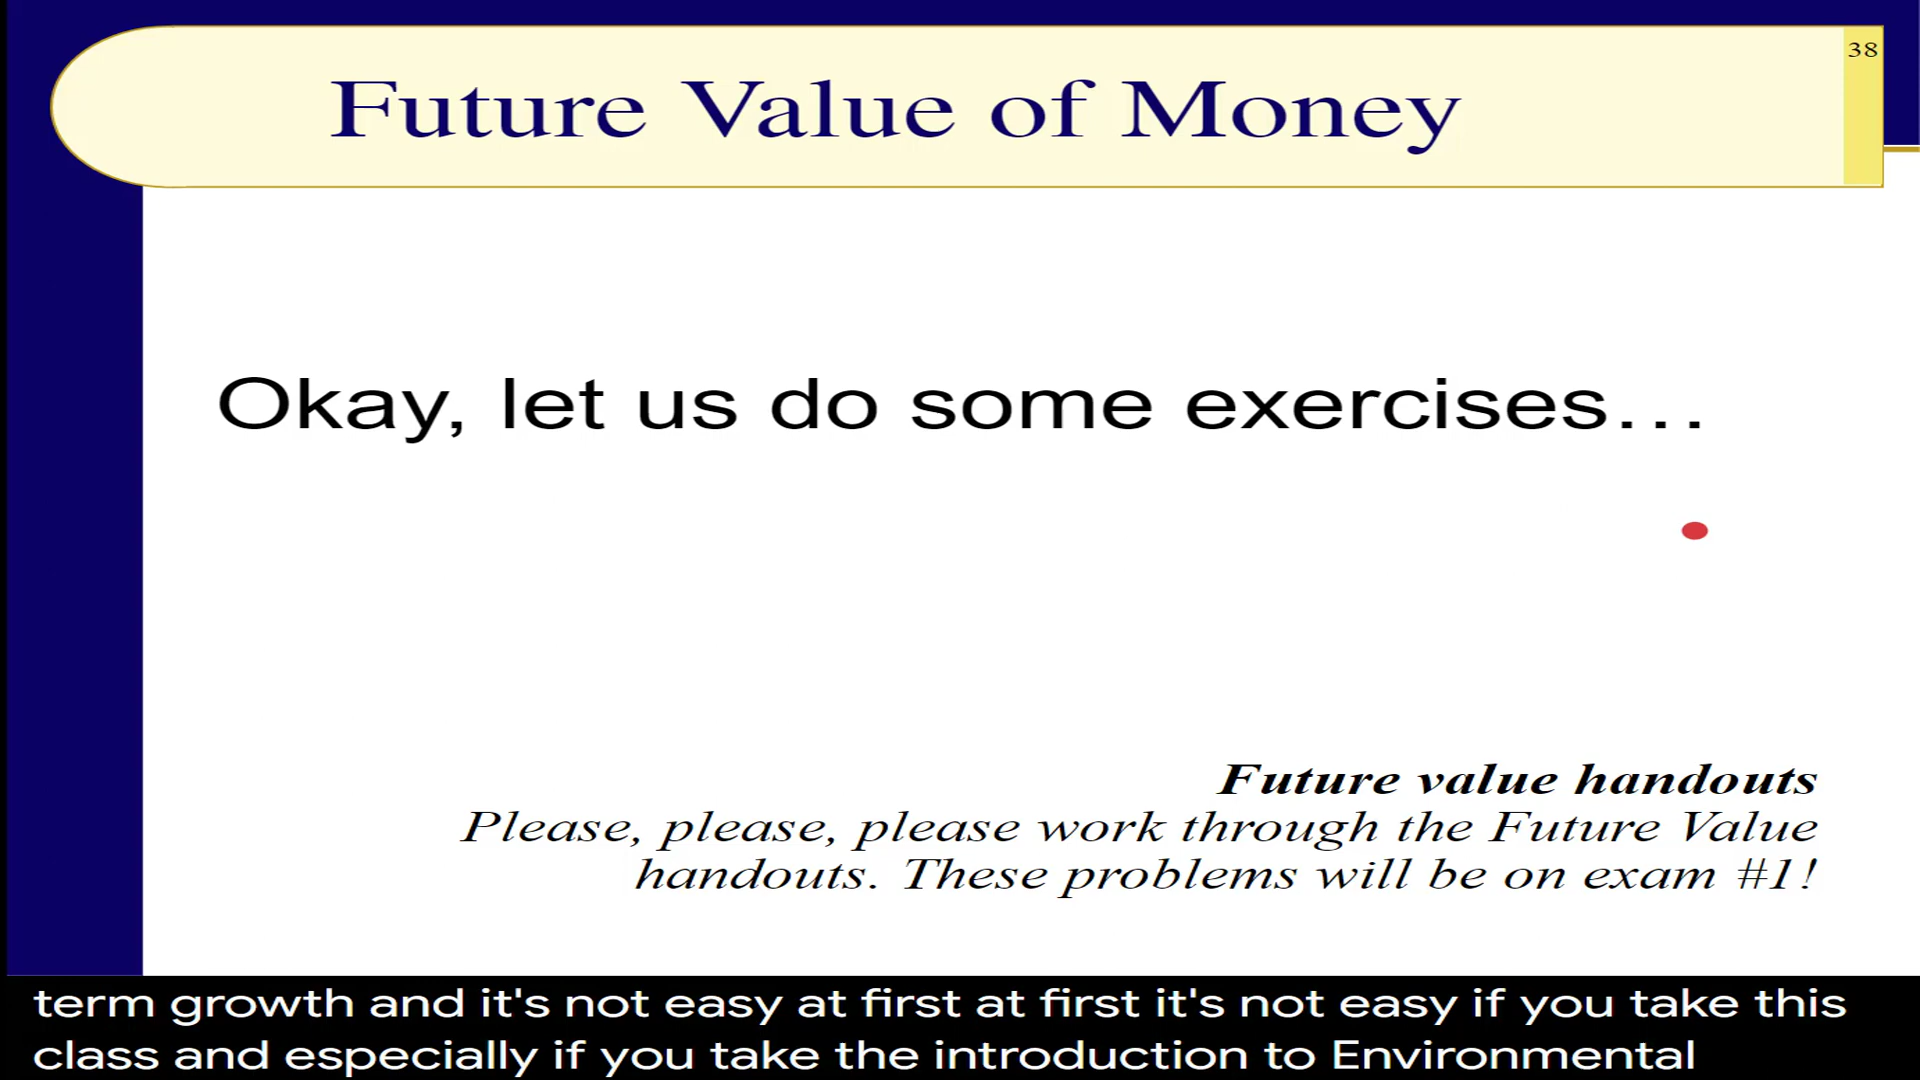 38
Future Value of Money
Okay, let us do some exercises…
Future value handouts
Please, please, please work through the Future Value
handouts. These problems will be on exam #1!
term growth and it's not easy at first at first it's not easy if you take this
class and especially if you take the introduction to Environmental